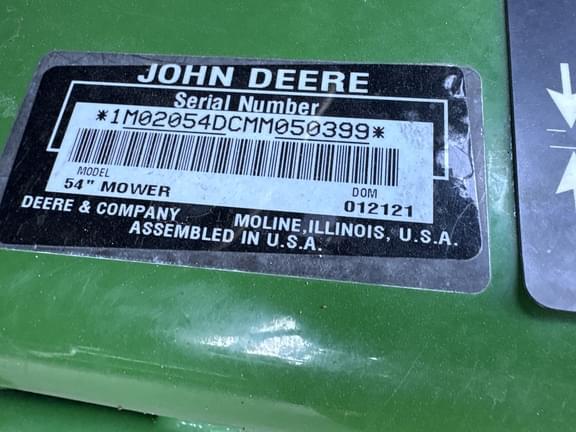 JOHN DEERE
Serial Number
*1M02054DCMM050399*
MODEL
54" MOWER
DOM
012121
DEERE & COMPANY MOLINE,ILLINOIS, U.S.A.
ASSEMBLED IN U.S.A.